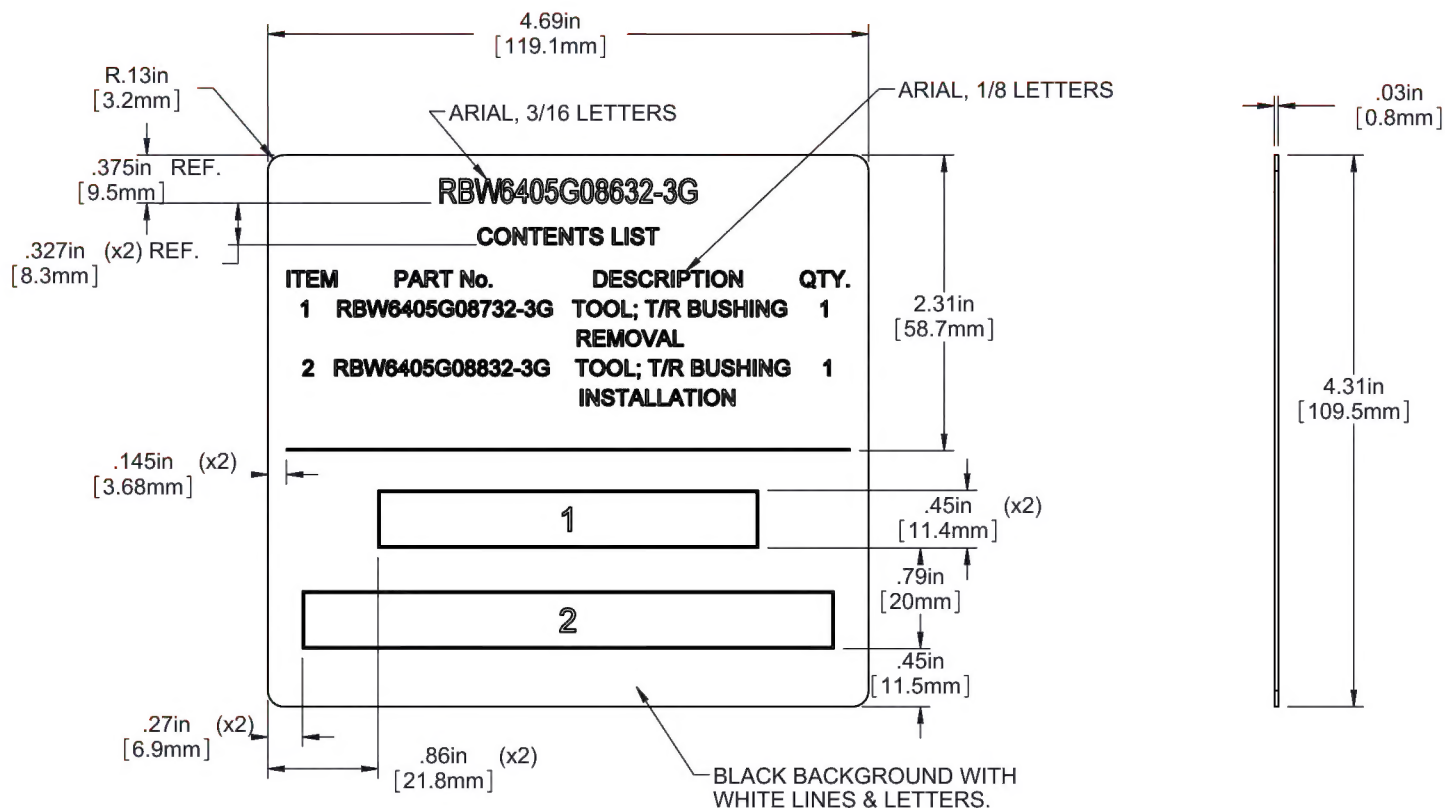 4.69in
[119.1mm]
R.13in
[3.2mm]
ARIAL, 3/16 LETTERS
ARIAL, 1/8 LETTERS
.03in
[0.8mm]
.375in REF.
[9.5mm]
RBW6405G08632-3G
.327in (x2) REF.
[8.3mm]
CONTENTS LIST
ITEM PART No. DESCRIPTION QTY.
1 RBW6405G08732-3G TOOL; T/R BUSHING 1
REMOVAL
2 RBW6405G08832-3G TOOL; T/R BUSHING 1
INSTALLATION
2.31in
[58.7mm]
4.31in
[109.5mm]
.145in (x2)
[3.68mm]
1
.45in (x2)
[11.4mm]
.79in
[20mm]
2
.45in
[11.5mm]
.27in (x2)
[6.9mm]
.86in (x2)
[21.8mm]
BLACK BACKGROUND WITH
WHITE LINES & LETTERS.